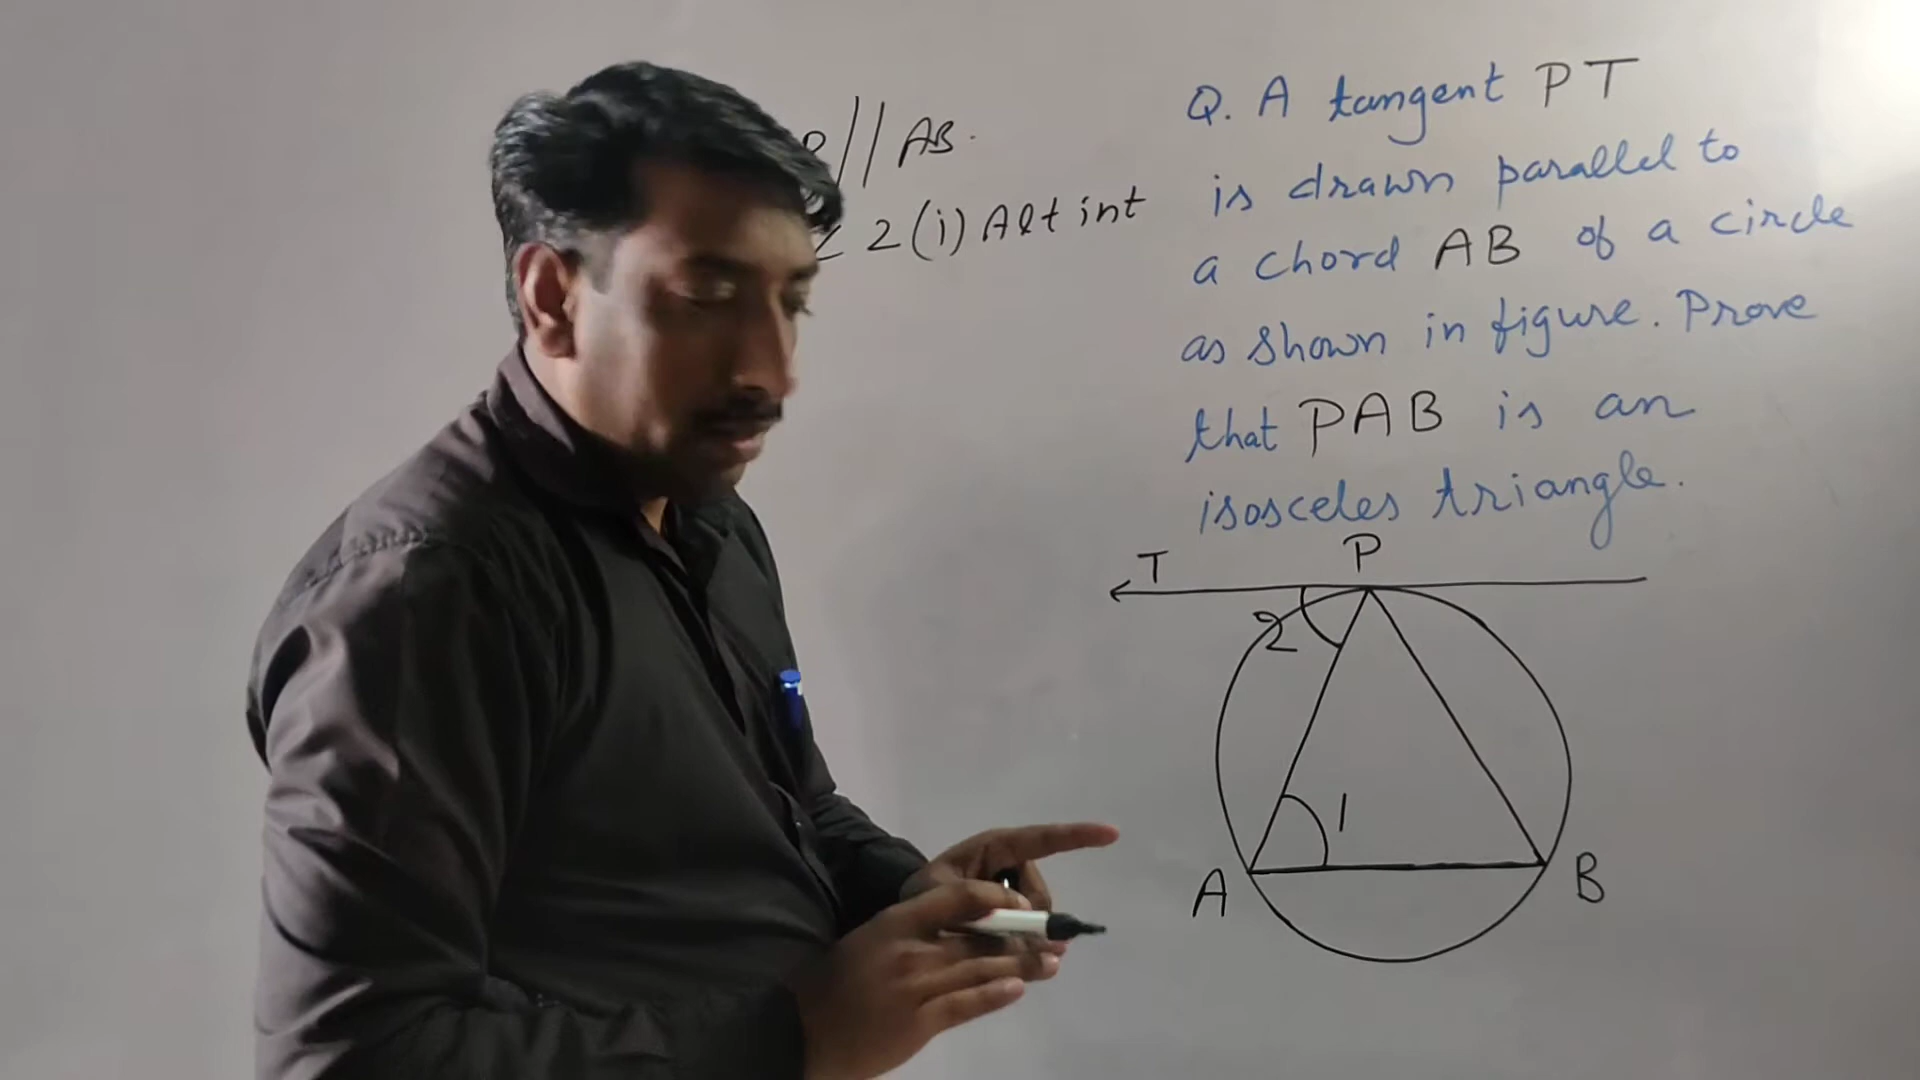 // AB.
2 (i) Alt int
Q. A tangent PT
is drawn parallel to
a chord AB of a circle
as shown in figure. Prove
that PAB is an
isosceles triangle.
T
P
2
1
A
B